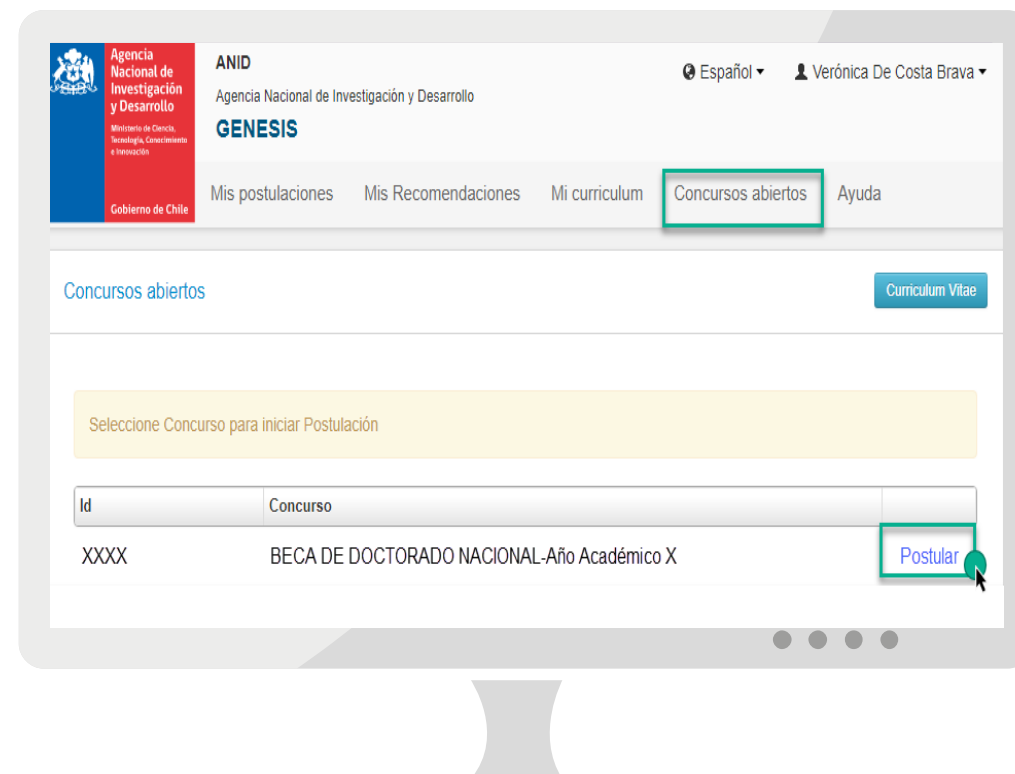 Agencia
Nacional de
Investigación
y Desarrollo
Ministerio de Ciencia,
Tecnología, Conocimiento
e Innovación
Gobierno de Chile
ANID
Agencia Nacional de Investigación y Desarrollo
GENESIS
Español
Verónica De Costa Brava
Mis postulaciones Mis Recomendaciones Mi curriculum Concursos abiertos Ayuda
Concursos abiertos
Curriculum Vitae
Seleccione Concurso para iniciar Postulación
Id Concurso
XXXX BECA DE DOCTORADO NACIONAL-Año Académico X Postular